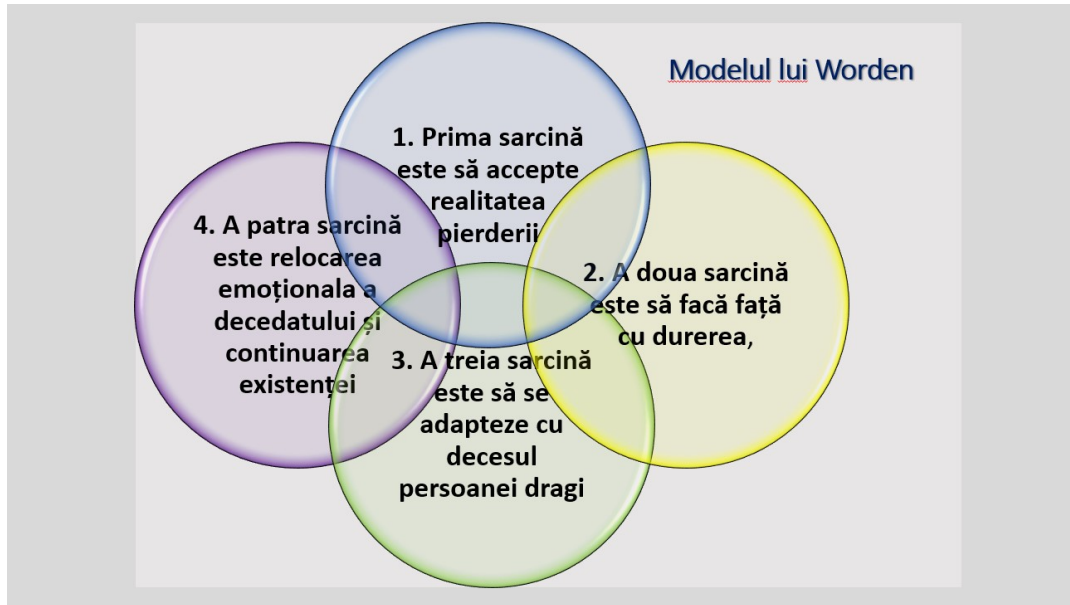 Modelul lui Worden
1. Prima sarcină
este să accepte
realitatea
pierderii
2. A doua sarcină
este să facă față
cu durerea,
3. A treia sarcină
este să se
adapteze cu
decesul
persoanei dragi
4. A patra sarcină
este relocarea
emoționala a
decedatului și
continuarea
existenței